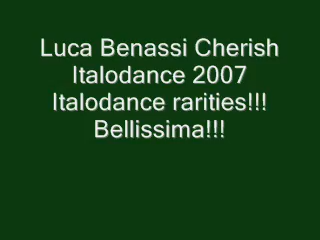 Luca Benassi Cherish
Italodance 2007
Italodance rarities!!!
Bellissima!!!